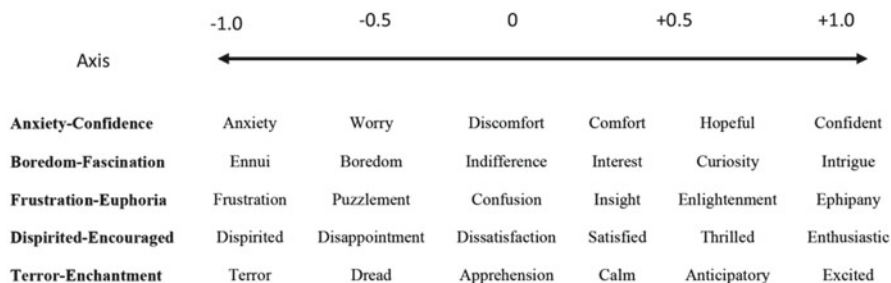 -1.0 -0.5 0 +0.5 +1.0
Axis
Anxiety-Confidence Anxiety Worry Discomfort Comfort Hopeful Confident
Boredom-Fascination Ennui Boredom Indifference Interest Curiosity Intrigue
Frustration-Euphoria Frustration Puzzlement Confusion Insight Enlightenment Ephipany
Dispirited-Encouraged Dispirited Disappointment Dissatisfaction Satisfied Thrilled Enthusiastic
Terror-Enchantment Terror Dread Apprehension Calm Anticipatory Excited